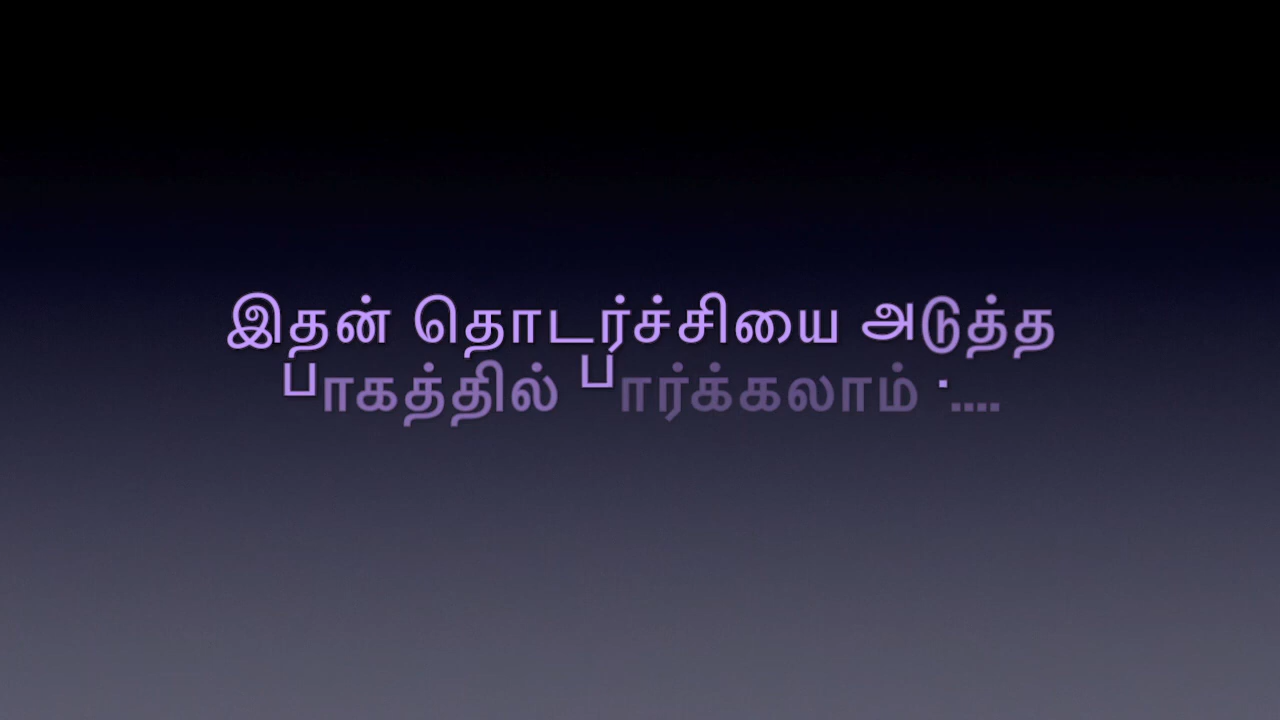 இதன் தொடர்ச்சியை அடுத்த
பாகத்தில் பார்க்கலாம் .....